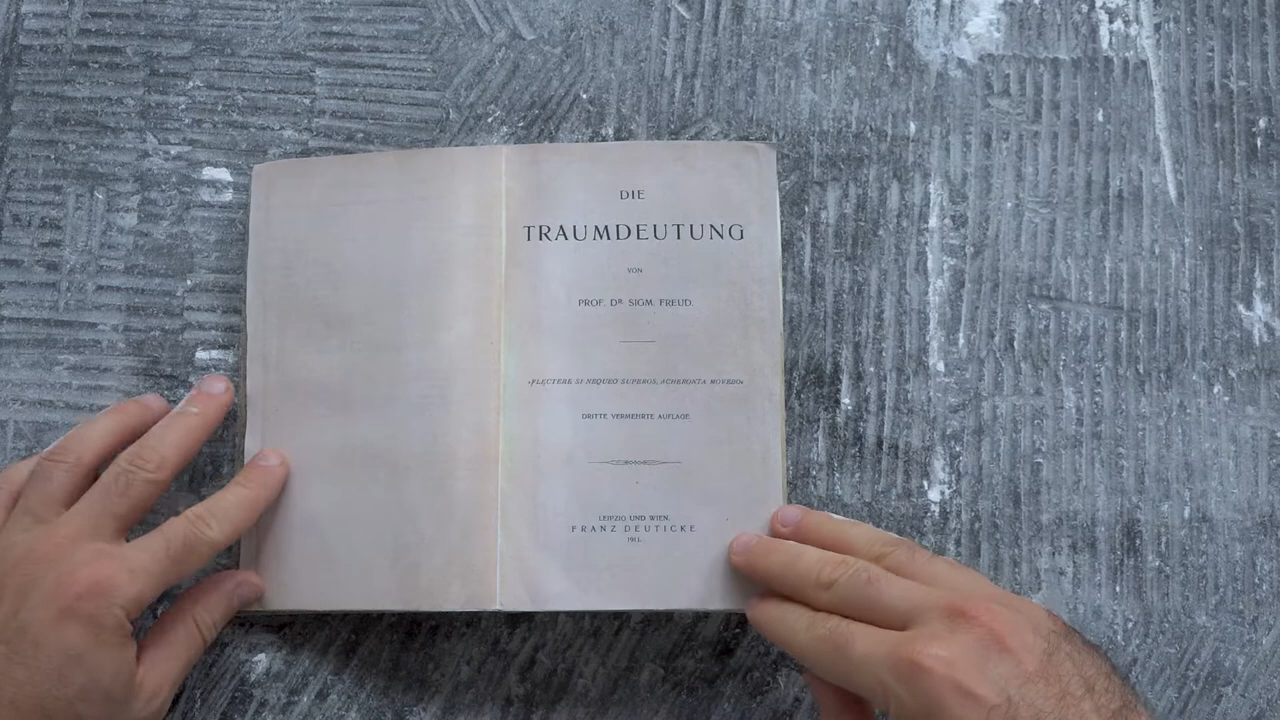 DIE
TRAUMDEUTUNG
VON
PROF. DR SIGM. FREUD.
»FLECTERE SI NEQUEO SUPEROS, ACHERONTA MOVEBO«
DRITTE VERMEHRTE AUFLAGE.
LEIPZIG UND WIEN.
FRANZ DEUTICKE
1911.